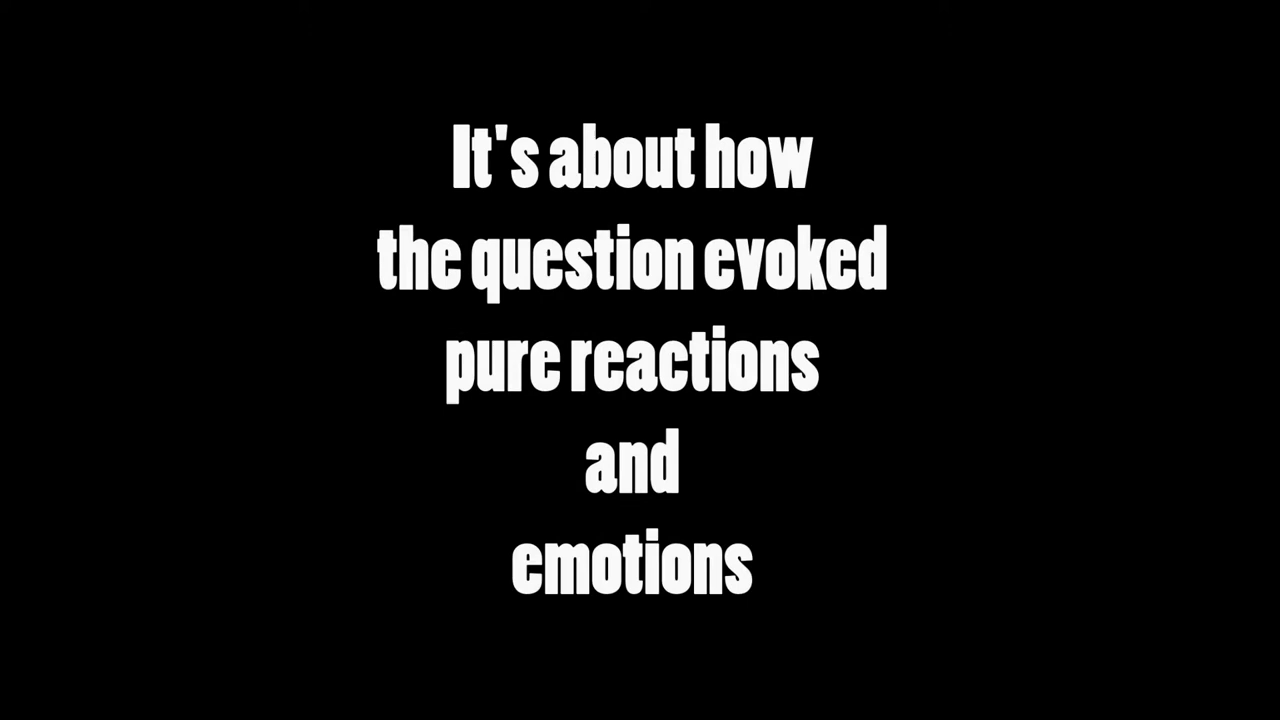 It's about how
the question evoked
pure reactions
and
emotions